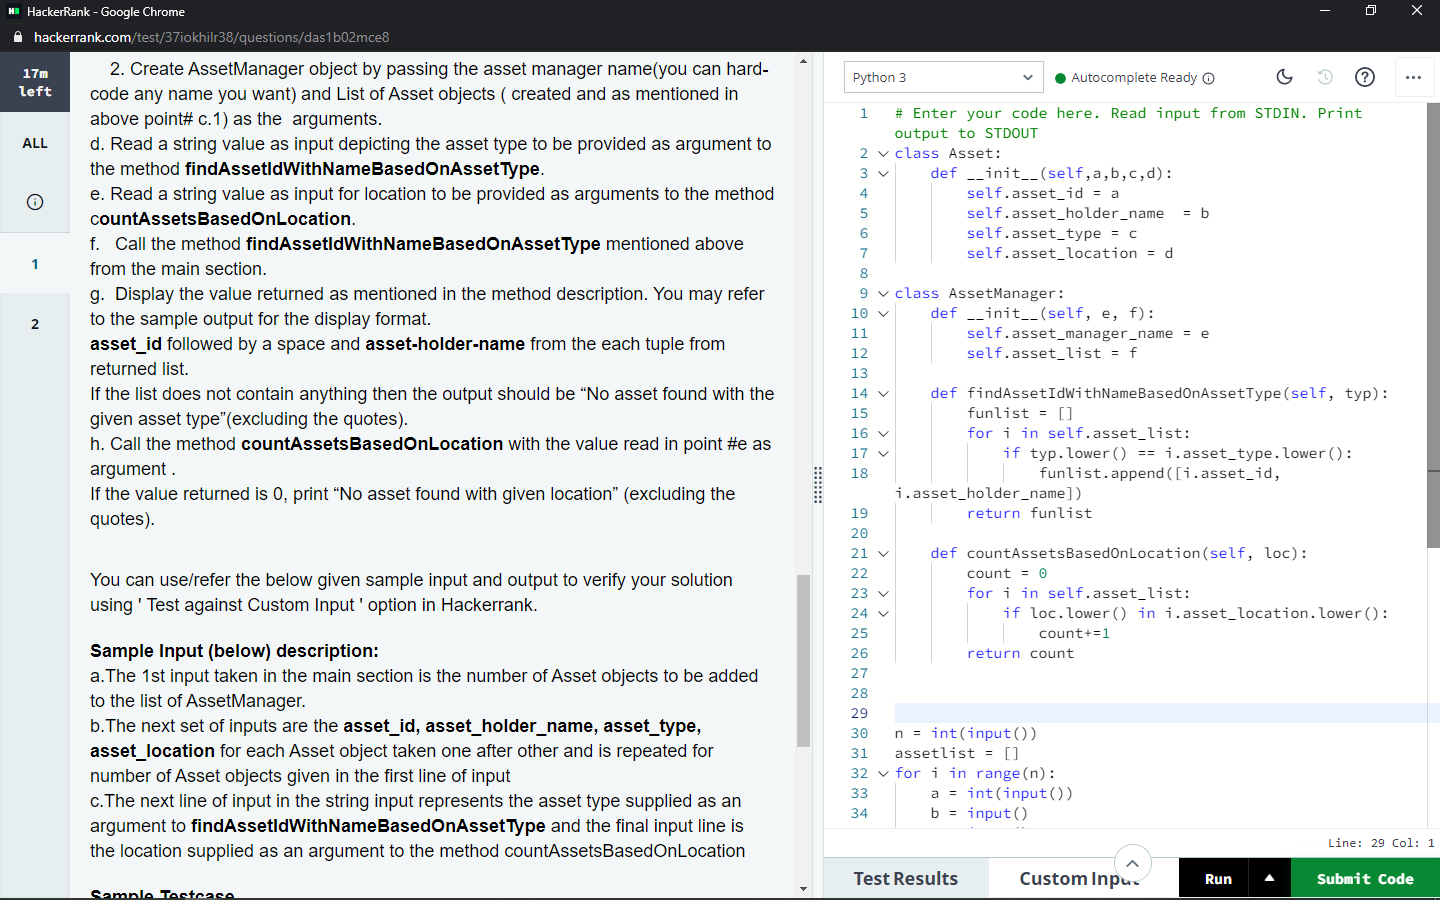 HackerRank - Google Chrome
hackerrank.com/test/37iokhilr38/questions/das1b02mce8
17m
left
ALL
1
2
2. Create AssetManager object by passing the asset manager name(you can hard-
code any name you want) and List of Asset objects ( created and as mentioned in
above point# c.1) as the arguments.
d. Read a string value as input depicting the asset type to be provided as argument to
the method findAssetIdWithNameBasedOnAssetType.
e. Read a string value as input for location to be provided as arguments to the method
countAssetsBasedOnLocation.
f. Call the method findAssetIdWithNameBasedOnAssetType mentioned above
from the main section.
g. Display the value returned as mentioned in the method description. You may refer
to the sample output for the display format.
asset_id followed by a space and asset-holder-name from the each tuple from
returned list.
If the list does not contain anything then the output should be “No asset found with the
given asset type”(excluding the quotes).
h. Call the method countAssetsBasedOnLocation with the value read in point #e as
argument .
If the value returned is 0, print “No asset found with given location” (excluding the
quotes).
You can use/refer the below given sample input and output to verify your solution
using ' Test against Custom Input ' option in Hackerrank.
Sample Input (below) description:
a.The 1st input taken in the main section is the number of Asset objects to be added
to the list of AssetManager.
b.The next set of inputs are the asset_id, asset_holder_name, asset_type,
asset_location for each Asset object taken one after other and is repeated for
number of Asset objects given in the first line of input
c.The next line of input in the string input represents the asset type supplied as an
argument to findAssetIdWithNameBasedOnAssetType and the final input line is
the location supplied as an argument to the method countAssetsBasedOnLocation
Sample Testcase
Python 3
Autocomplete Ready
1 # Enter your code here. Read input from STDIN. Print
output to STDOUT
2 class Asset:
3 def __init__(self,a,b,c,d):
4 self.asset_id = a
5 self.asset_holder_name  = b
6 self.asset_type = c
7 self.asset_location = d
8
9 class AssetManager:
10 def __init__(self, e, f):
11 self.asset_manager_name = e
12 self.asset_list = f
13
14 def findAssetIdWithNameBasedOnAssetType(self, typ):
15 funlist = []
16 for i in self.asset_list:
17 if typ.lower() == i.asset_type.lower():
18 funlist.append([i.asset_id,
i.asset_holder_name])
19 return funlist
20
21 def countAssetsBasedOnLocation(self, loc):
22 count = 0
23 for i in self.asset_list:
24 if loc.lower() in i.asset_location.lower():
25 count+=1
26 return count
27
28
29
30 n = int(input())
31 assetlist = []
32 for i in range(n):
33 a = int(input())
34 b = input()
Line: 29 Col: 1
Test Results
Custom Input
Run
Submit Code